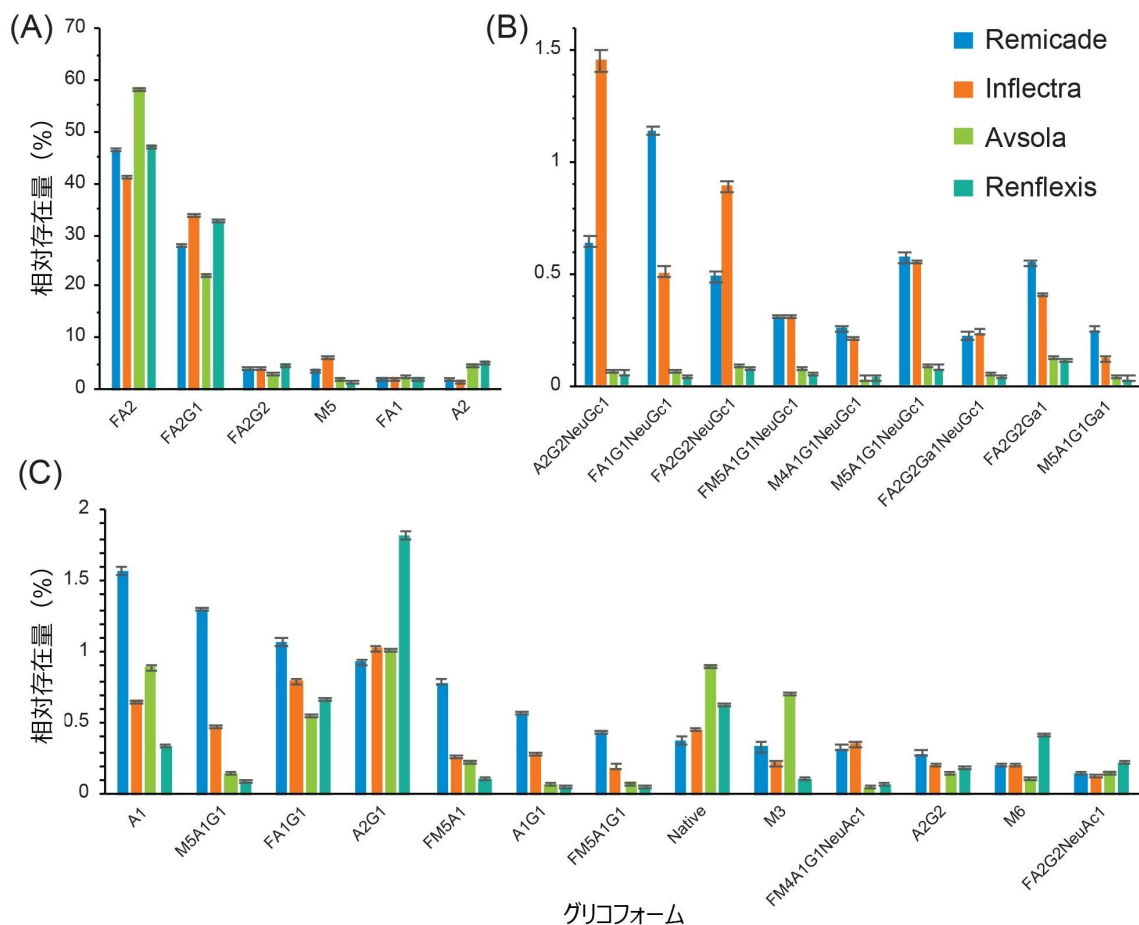 (A)
70
60
50
40
30
20
10
0
相対存在量（%）
FA2
FA2G1
FA2G2
M5
FA1
A2
(B)
1.5
1
0.5
0
A2G2NeuGc1
FA1G1NeuGc1
FA2G2NeuGc1
FM5A1G1NeuGc1
M4A1G1NeuGc1
M5A1G1NeuGc1
FA2G2Ga1NeuGc1
FA2G2Ga1
M5A1G1Ga1
Remicade
Inflectra
Avsola
Renflexis
(C)
2
1.5
1
0.5
0
相対存在量（%）
A1
M5A1G1
FA1G1
A2G1
FM5A1
A1G1
FM5A1G1
Native
M3
FM4A1G1NeuAc1
A2G2
M6
FA2G2NeuAc1
グリコフォーム